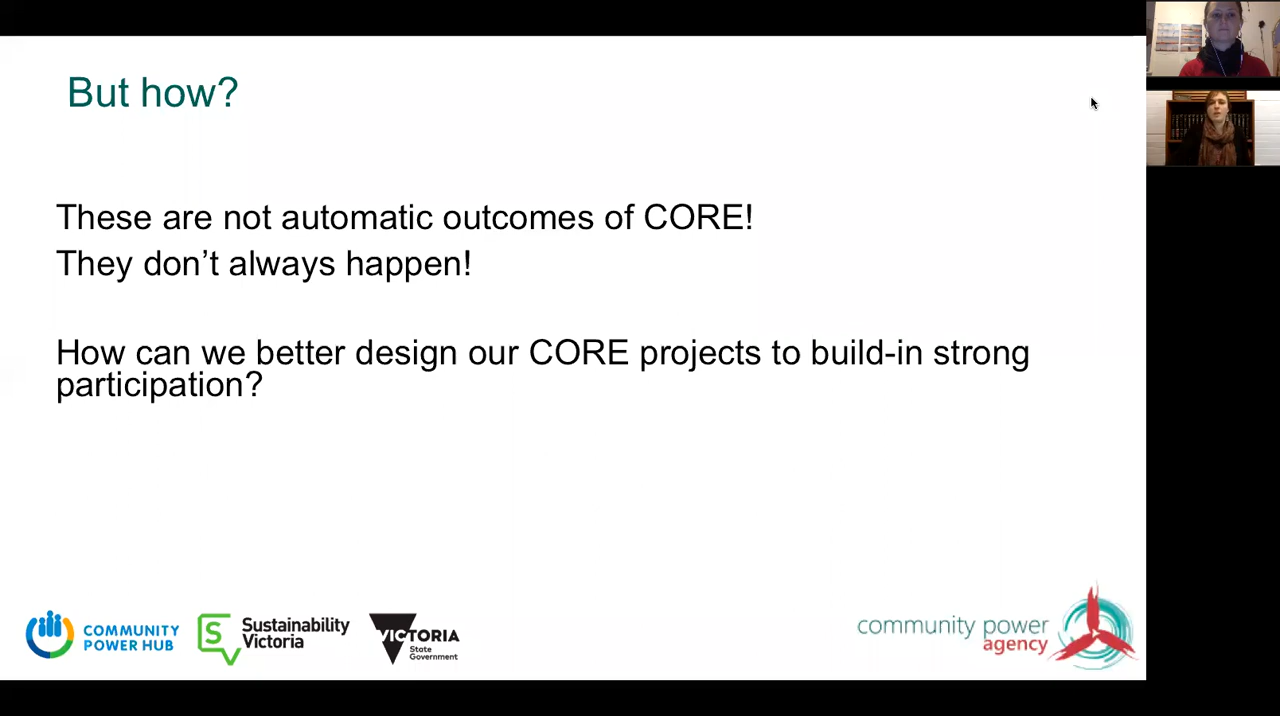 But how?
These are not automatic outcomes of CORE!
They don’t always happen!
How can we better design our CORE projects to build-in strong
participation?
COMMUNITY
POWER HUB
S
Sustainability
Victoria
VICTORIA
State
Government
community power
agency